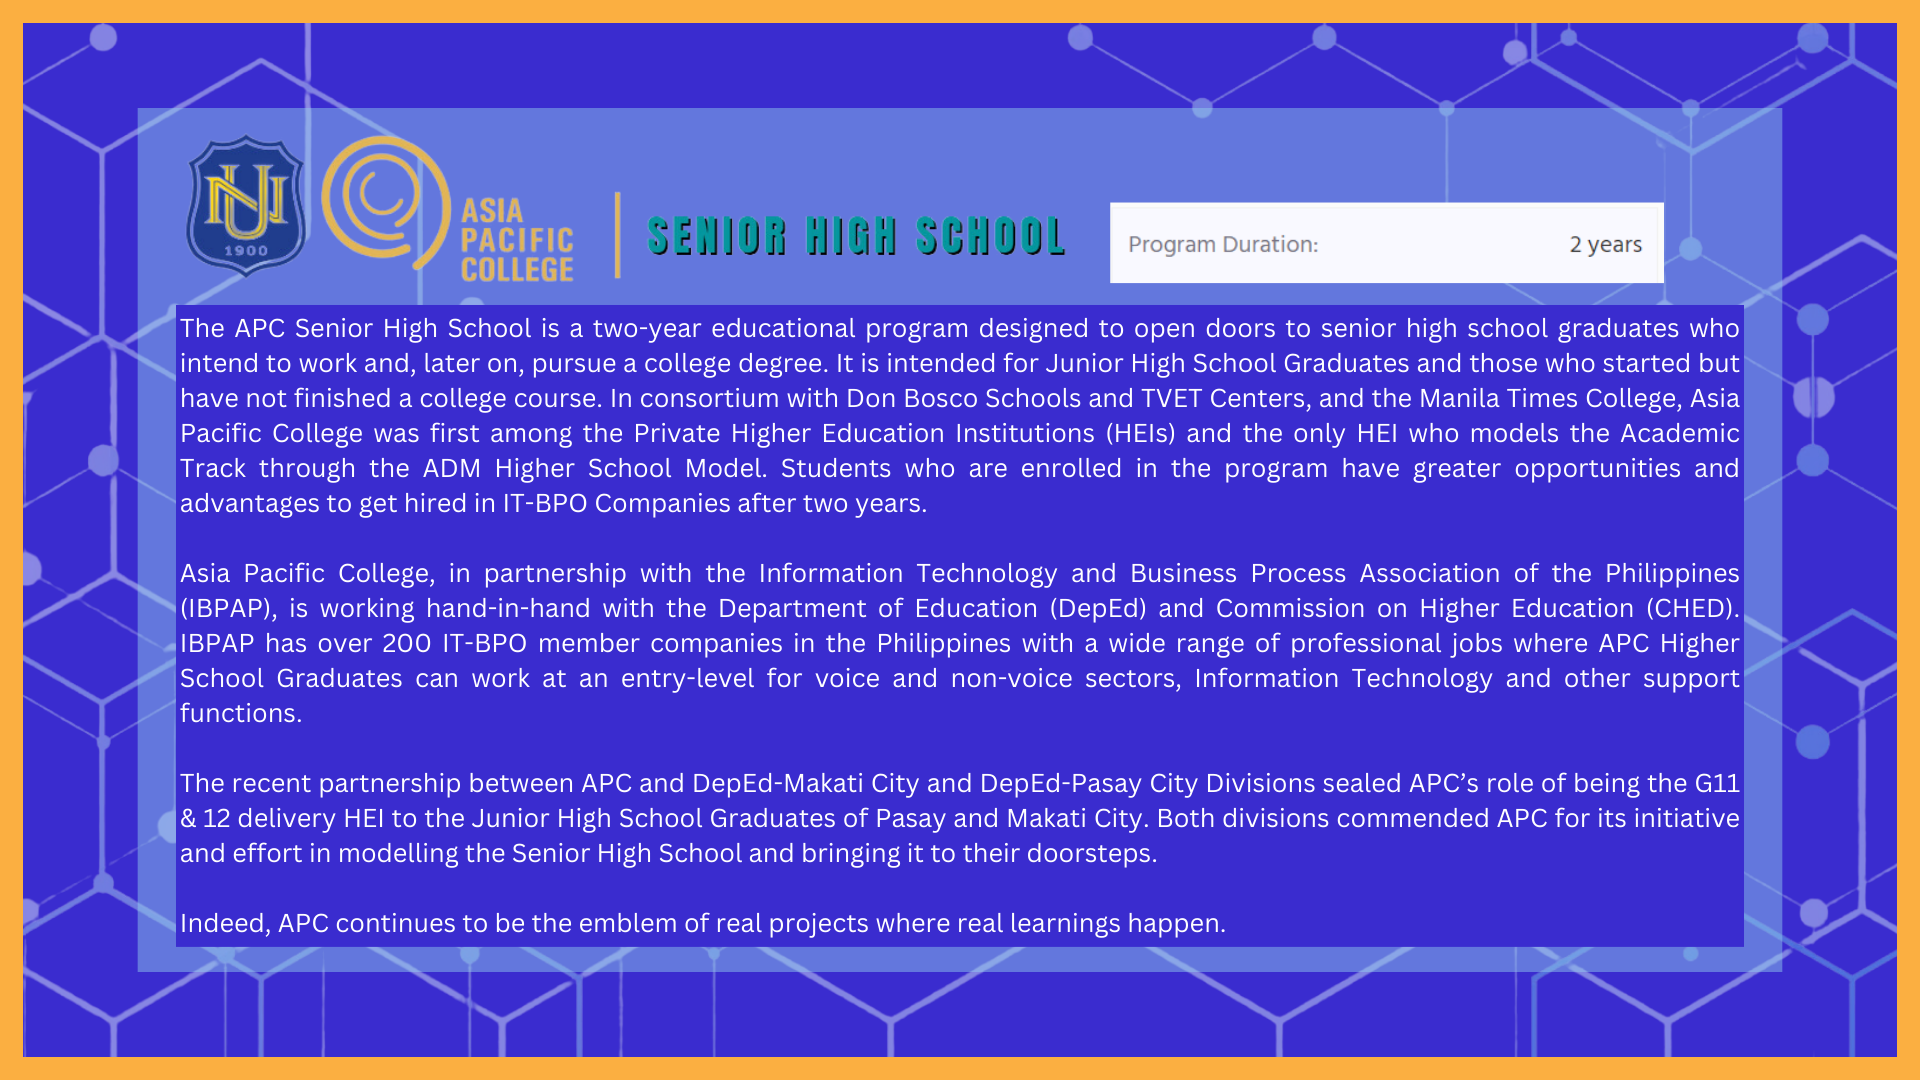 NU
1900
ASIA
PACIFIC
COLLEGE
SENIOR HIGH SCHOOL
Program Duration: 2 years
The APC Senior High School is a two-year educational program designed to open doors to senior high school graduates who
intend to work and, later on, pursue a college degree. It is intended for Junior High School Graduates and those who started but
have not finished a college course. In consortium with Don Bosco Schools and TVET Centers, and the Manila Times College, Asia
Pacific College was first among the Private Higher Education Institutions (HEIs) and the only HEI who models the Academic
Track through the ADM Higher School Model. Students who are enrolled in the program have greater opportunities and
advantages to get hired in IT-BPO Companies after two years.
Asia Pacific College, in partnership with the Information Technology and Business Process Association of the Philippines
(IBPAP), is working hand-in-hand with the Department of Education (DepEd) and Commission on Higher Education (CHED).
IBPAP has over 200 IT-BPO member companies in the Philippines with a wide range of professional jobs where APC Higher
School Graduates can work at an entry-level for voice and non-voice sectors, Information Technology and other support
functions.
The recent partnership between APC and DepEd-Makati City and DepEd-Pasay City Divisions sealed APC’s role of being the G11
& 12 delivery HEI to the Junior High School Graduates of Pasay and Makati City. Both divisions commended APC for its initiative
and effort in modelling the Senior High School and bringing it to their doorsteps.
Indeed, APC continues to be the emblem of real projects where real learnings happen.